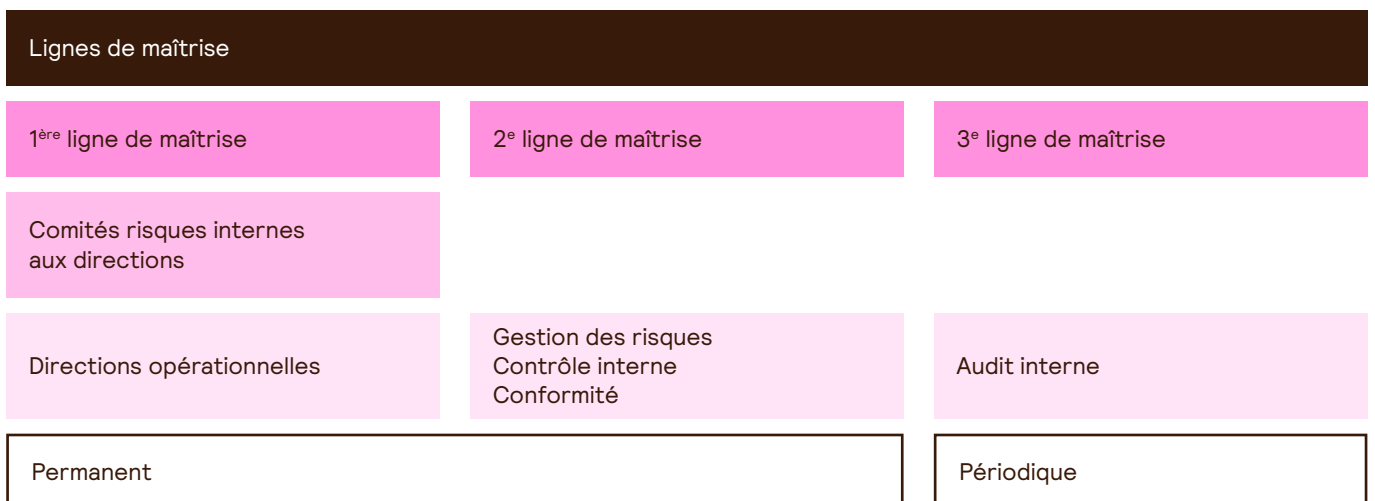 Lignes de maîtrise
1ère ligne de maîtrise
2e ligne de maîtrise
3e ligne de maîtrise
Comités risques internes
aux directions
Directions opérationnelles
Gestion des risques
Contrôle interne
Conformité
Audit interne
Permanent
Périodique